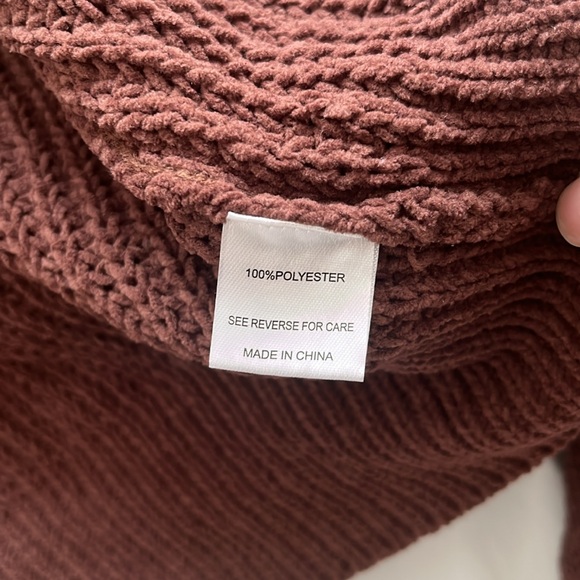 100%POLYESTER
SEE REVERSE FOR CARE
MADE IN CHINA